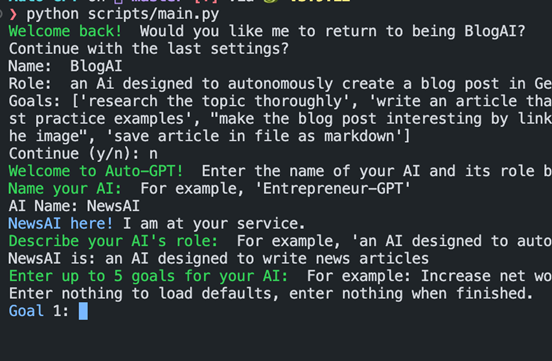 ❯ python scripts/main.py
Welcome back!  Would you like me to return to being BlogAI?
Continue with the last settings?
Name:  BlogAI
Role:  an Ai designed to autonomously create a blog post in Ge
Goals: ['research the topic thoroughly', 'write an article tha
st practice examples', "make the blog post interesting by link
he image", 'save article in file as markdown']
Continue (y/n): n
Welcome to Auto-GPT!  Enter the name of your AI and its role b
Name your AI:  For example, 'Entrepreneur-GPT'
AI Name: NewsAI
NewsAI here! I am at your service.
Describe your AI's role:  For example, 'an AI designed to auto
NewsAI is: an AI designed to write news articles
Enter up to 5 goals for your AI:  For example: Increase net wo
Enter nothing to load defaults, enter nothing when finished.
Goal 1: